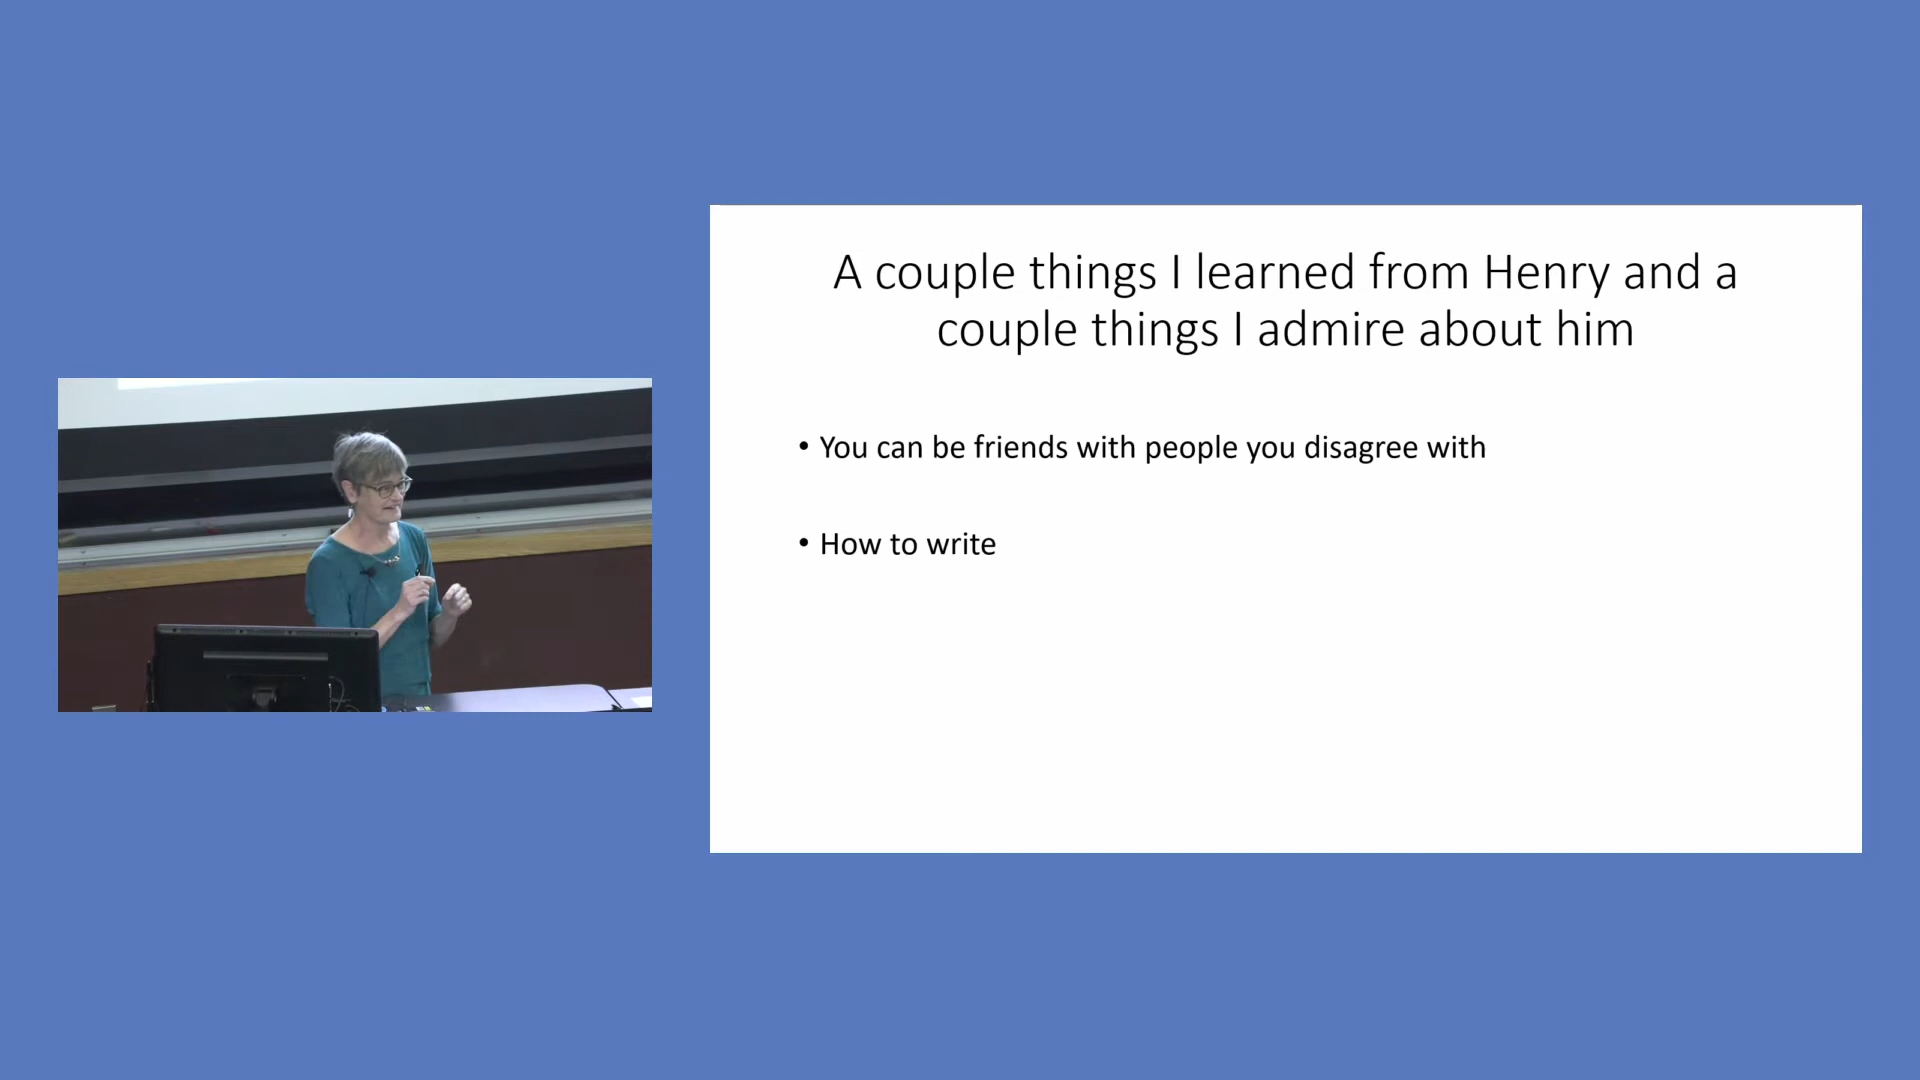 A couple things I learned from Henry and a
couple things I admire about him
• You can be friends with people you disagree with
• How to write